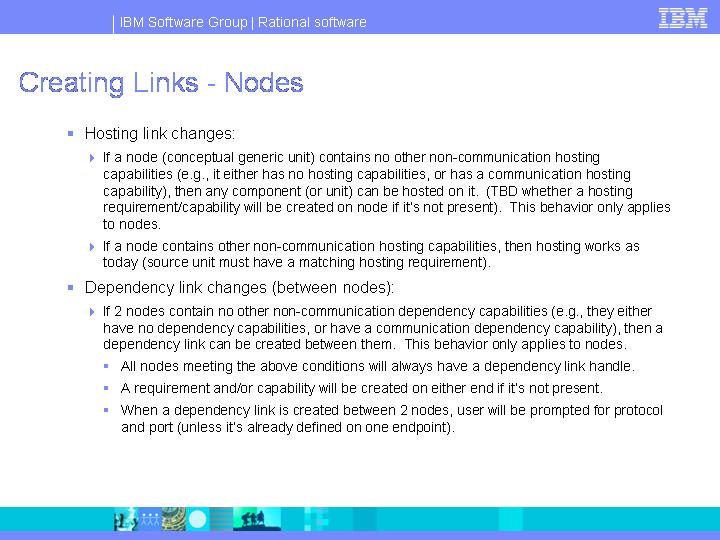 IBM Software Group | Rational software
IBM
Creating Links - Nodes
▪ Hosting link changes:
If a node (conceptual generic unit) contains no other non-communication hosting
capabilities (e.g., it either has no hosting capabilities, or has a communication hosting
capability), then any component (or unit) can be hosted on it.  (TBD whether a hosting
requirement/capability will be created on node if it's not present).  This behavior only applies
to nodes.
If a node contains other non-communication hosting capabilities, then hosting works as
today (source unit must have a matching hosting requirement).
▪ Dependency link changes (between nodes):
If 2 nodes contain no other non-communication dependency capabilities (e.g., they either
have no dependency capabilities, or have a communication dependency capability), then a
dependency link can be created between them.  This behavior only applies to nodes.
▪ All nodes meeting the above conditions will always have a dependency link handle.
▪ A requirement and/or capability will be created on either end if it's not present.
▪ When a dependency link is created between 2 nodes, user will be prompted for protocol
and port (unless it's already defined on one endpoint).